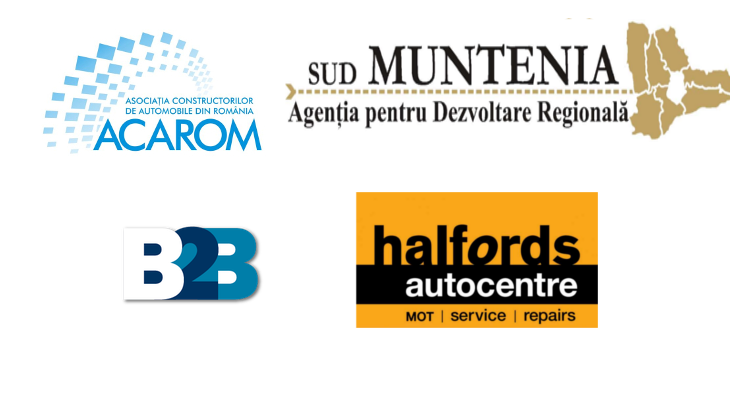 ASOCIAȚIA CONSTRUCTORILOR
DE AUTOMOBILE DIN ROMÂNIA
ACAROM
SUD MUNTENIA
Agenția pentru Dezvoltare Regională
B2B
halfords
autocentre
MOT | service | repairs